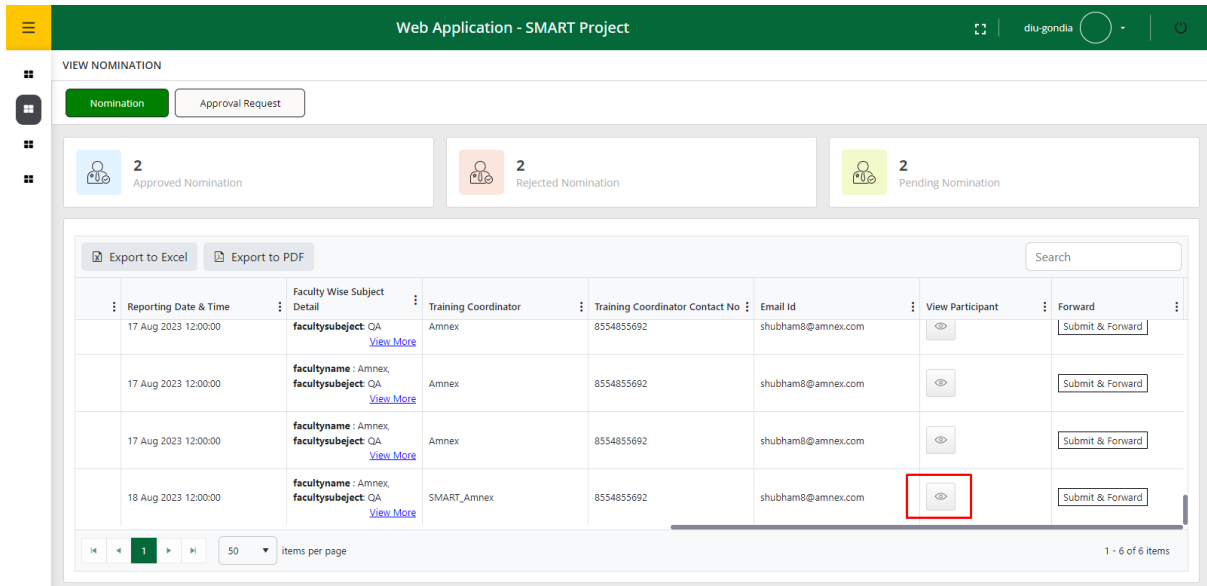 Web Application - SMART Project
diu-gondia
VIEW NOMINATION
Nomination
Approval Request
2
Approved Nomination
2
Rejected Nomination
2
Pending Nomination
Export to Excel
Export to PDF
Search
Reporting Date & Time
Faculty Wise Subject
Detail
Training Coordinator
Training Coordinator Contact No
Email Id
View Participant
Forward
17 Aug 2023 12:00:00
facultysubeject: QA
View More
Amnex
8554855692
shubham8@amnex.com
Submit & Forward
17 Aug 2023 12:00:00
facultyname : Amnex,
facultysubeject: QA
View More
Amnex
8554855692
shubham8@amnex.com
Submit & Forward
17 Aug 2023 12:00:00
facultyname : Amnex,
facultysubeject: QA
View More
Amnex
8554855692
shubham8@amnex.com
Submit & Forward
18 Aug 2023 12:00:00
facultyname : Amnex,
facultysubeject: QA
View More
SMART_Amnex
8554855692
shubham8@amnex.com
Submit & Forward
1
50
items per page
1 - 6 of 6 items